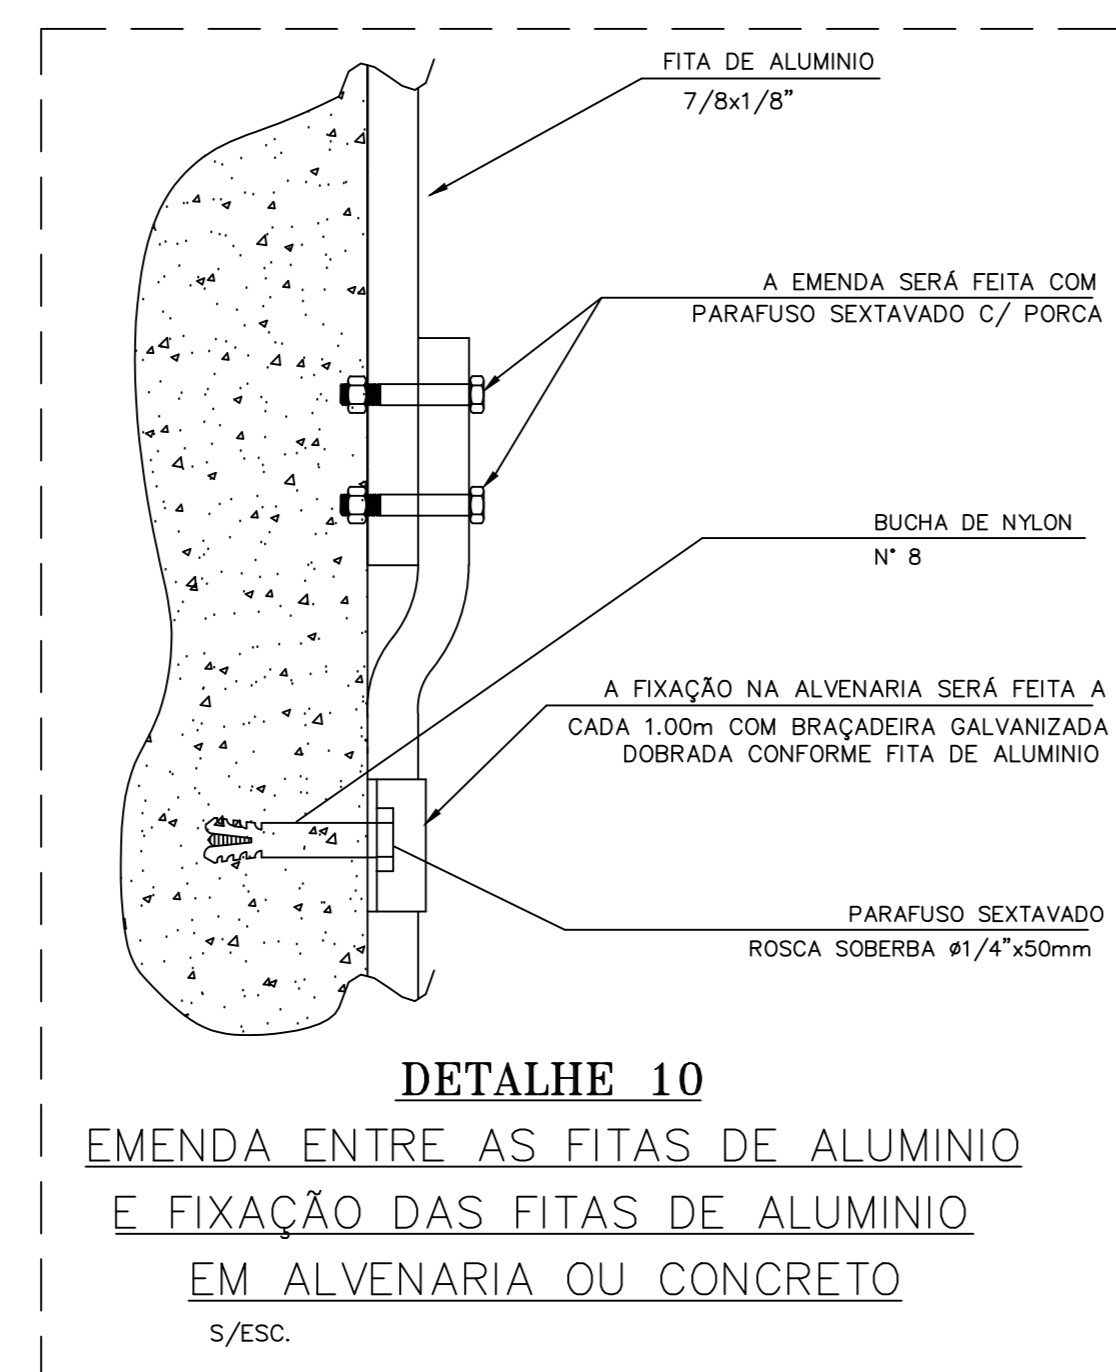 FITA DE ALUMINIO
7/8x1/8"
A EMENDA SERÁ FEITA COM
PARAFUSO SEXTAVADO C/ PORCA
BUCHA DE NYLON
N° 8
A FIXAÇÃO NA ALVENARIA SERÁ FEITA A
CADA 1.00m COM BRAÇADEIRA GALVANIZADA
DOBRADA CONFORME FITA DE ALUMINIO
PARAFUSO SEXTAVADO
ROSCA SOBERBA ø1/4"x50mm
DETALHE 10
EMENDA ENTRE AS FITAS DE ALUMINIO
E FIXAÇÃO DAS FITAS DE ALUMINIO
EM ALVENARIA OU CONCRETO
S/ESC.